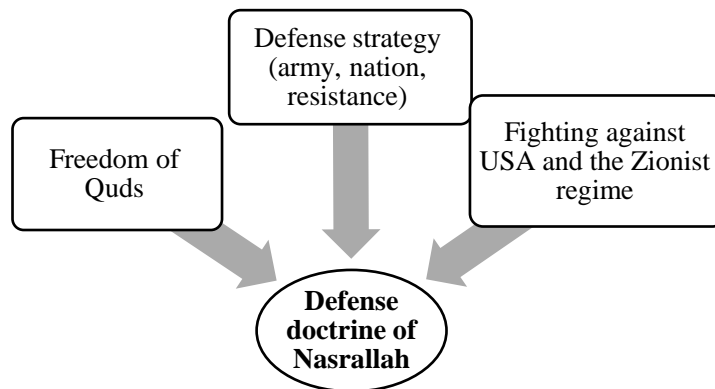 Defense strategy
(army, nation,
resistance)
Freedom of
Quds
Fighting against
USA and the Zionist
regime
Defense
doctrine of
Nasrallah